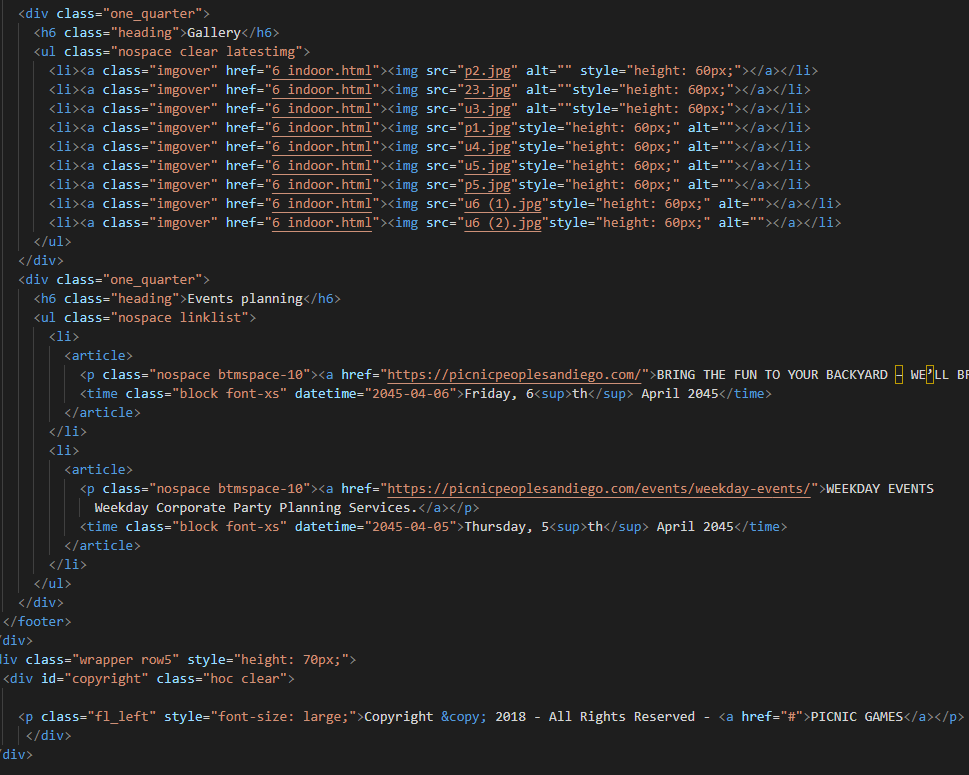 <div class="one_quarter">
<h6 class="heading">Gallery</h6>
<ul class="nospace clear latestimg">
<li><a class="imgover" href="6 indoor.html"><img src="p2.jpg" alt="" style="height: 60px;"></a></li>
<li><a class="imgover" href="6 indoor.html"><img src="23.jpg" alt=""style="height: 60px;"></a></li>
<li><a class="imgover" href="6 indoor.html"><img src="u3.jpg" alt=""style="height: 60px;"></a></li>
<li><a class="imgover" href="6 indoor.html"><img src="p1.jpg"style="height: 60px;" alt=""></a></li>
<li><a class="imgover" href="6 indoor.html"><img src="u4.jpg"style="height: 60px;" alt=""></a></li>
<li><a class="imgover" href="6 indoor.html"><img src="u5.jpg"style="height: 60px;" alt=""></a></li>
<li><a class="imgover" href="6 indoor.html"><img src="p5.jpg"style="height: 60px;" alt=""></a></li>
<li><a class="imgover" href="6 indoor.html"><img src="u6 (1).jpg"style="height: 60px;" alt=""></a></li>
<li><a class="imgover" href="6 indoor.html"><img src="u6 (2).jpg"style="height: 60px;" alt=""></a></li>
</ul>
</div>
<div class="one_quarter">
<h6 class="heading">Events planning</h6>
<ul class="nospace linklist">
<li>
<article>
<p class="nospace btmspace-10"><a href="https://picnicpeoplesandiego.com/">BRING THE FUN TO YOUR BACKYARD – WE’LL BR
<time class="block font-xs" datetime="2045-04-06">Friday, 6<sup>th</sup> April 2045</time>
</article>
</li>
<li>
<article>
<p class="nospace btmspace-10"><a href="https://picnicpeoplesandiego.com/events/weekday-events/">WEEKDAY EVENTS
Weekday Corporate Party Planning Services.</a></p>
<time class="block font-xs" datetime="2045-04-05">Thursday, 5<sup>th</sup> April 2045</time>
</article>
</li>
</ul>
</div>
</footer>
/div>
iv class="wrapper row5" style="height: 70px;">
<div id="copyright" class="hoc clear">
<p class="fl_left" style="font-size: large;">Copyright &copy; 2018 - All Rights Reserved - <a href="#">PICNIC GAMES</a></p>
</div>
/div>